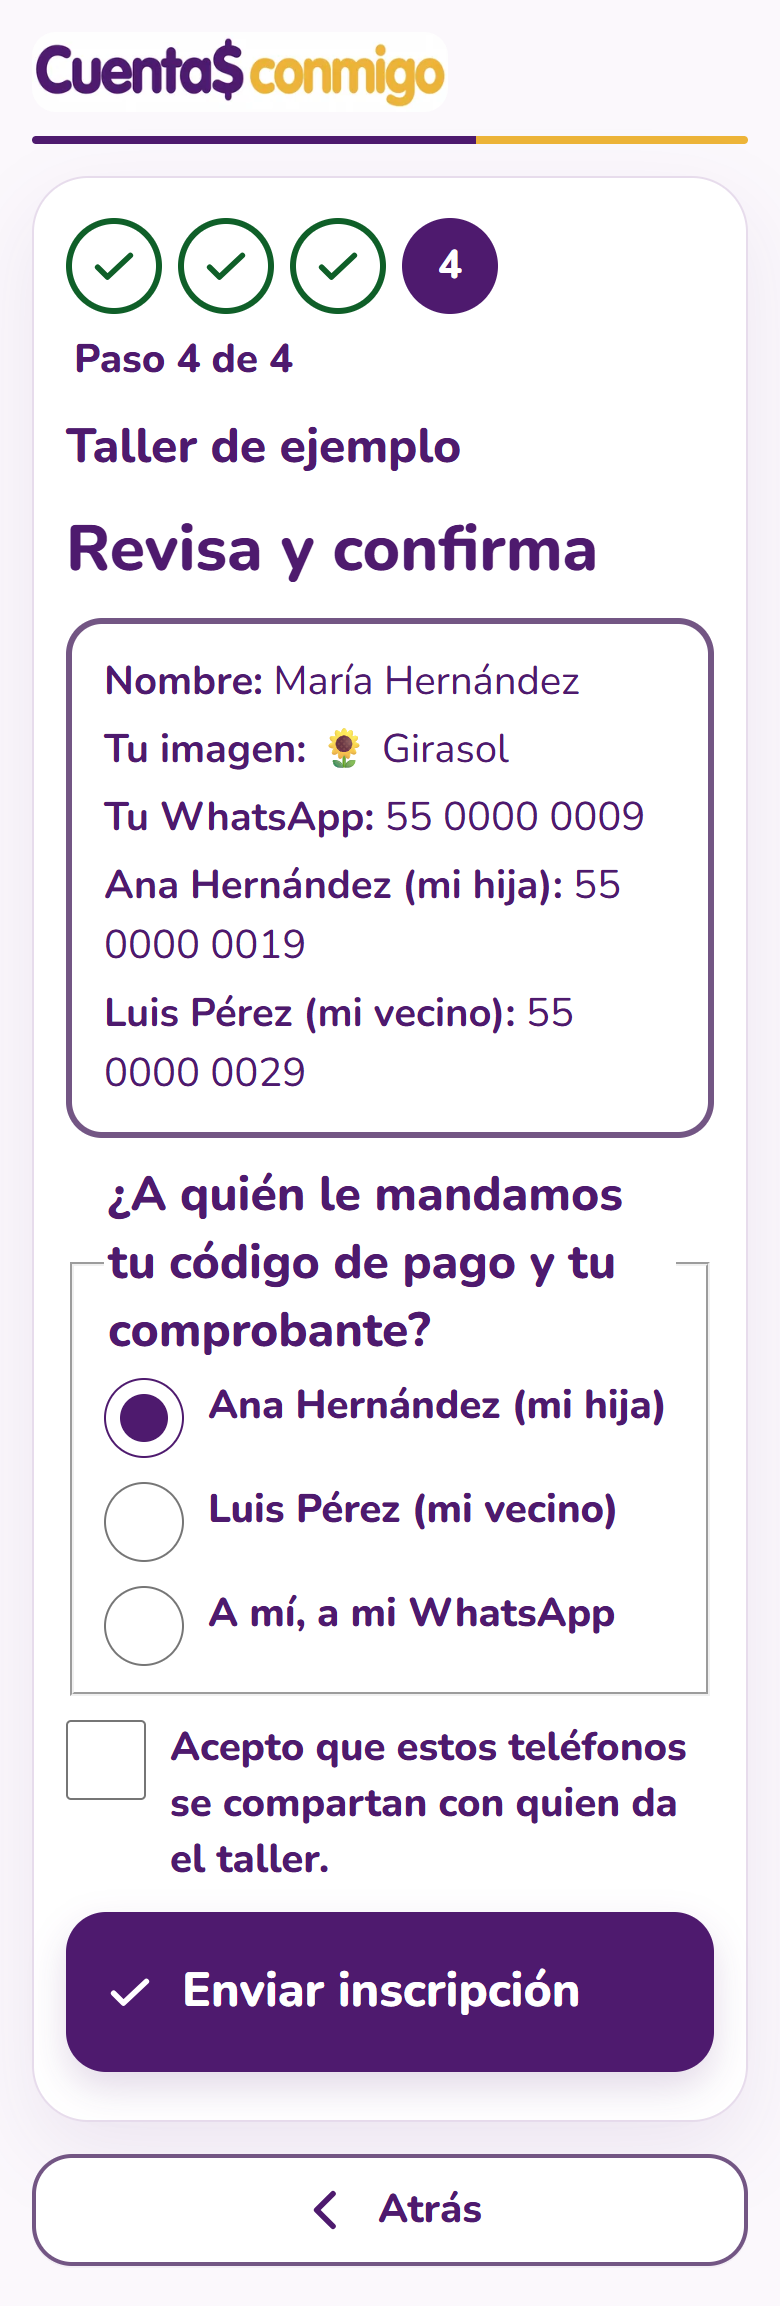 Cuenta$ conmigo
4
Paso 4 de 4
Taller de ejemplo
Revisa y confirma
Nombre: María Hernández
Tu imagen: 🌻 Girasol
Tu WhatsApp: 55 0000 0009
Ana Hernández (mi hija): 55
0000 0019
Luis Pérez (mi vecino): 55
0000 0029
¿A quién le mandamos
tu código de pago y tu
comprobante?
Ana Hernández (mi hija)
Luis Pérez (mi vecino)
A mí, a mi WhatsApp
Acepto que estos teléfonos
se compartan con quien da
el taller.
Enviar inscripción
Atrás